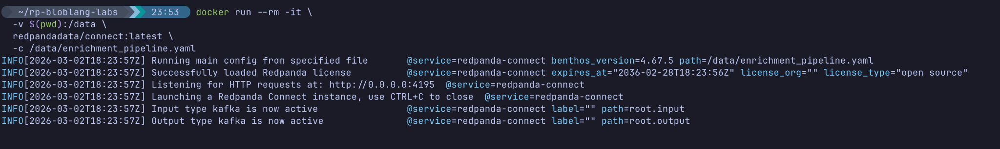 ~/rp-bloblang-labs 23:53 docker run --rm -it \
-v $(pwd):/data \
redpandadata/connect:latest \
-c /data/enrichment_pipeline.yaml
INFO[2026-03-02T18:23:57Z] Running main config from specified file @service=redpanda-connect benthos_version=4.67.5 path=/data/enrichment_pipeline.yaml
INFO[2026-03-02T18:23:57Z] Successfully loaded Redpanda license @service=redpanda-connect expires_at="2036-02-28T18:23:56Z" license_org="" license_type="open source"
INFO[2026-03-02T18:23:57Z] Listening for HTTP requests at: http://0.0.0.0:4195 @service=redpanda-connect
INFO[2026-03-02T18:23:57Z] Launching a Redpanda Connect instance, use CTRL+C to close @service=redpanda-connect
INFO[2026-03-02T18:23:57Z] Input type kafka is now active @service=redpanda-connect label="" path=root.input
INFO[2026-03-02T18:23:57Z] Output type kafka is now active @service=redpanda-connect label="" path=root.output